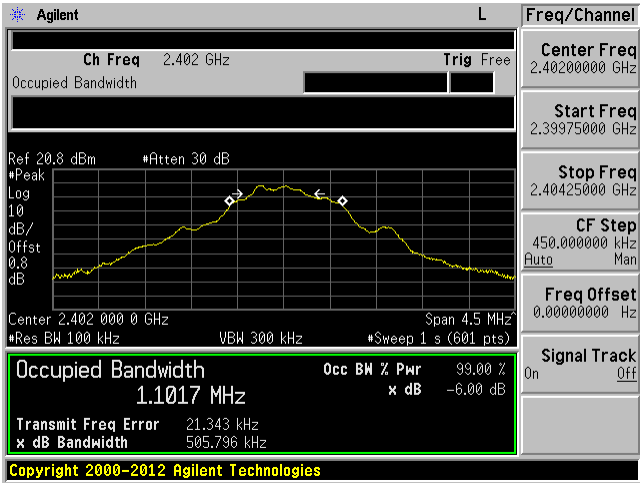 Agilent L Freq/Channel
Ch Freq 2.402 GHz Trig Free
Occupied Bandwidth
Center Freq
2.40200000 GHz
Start Freq
2.39975000 GHz
Stop Freq
2.40425000 GHz
CF Step
450.000000 kHz
Auto Man
Freq Offset
0.00000000 Hz
Signal Track
On Off
Ref 20.8 dBm #Atten 30 dB
#Peak
Log
10
dB/
Offst
0.8
dB
Center 2.402 000 0 GHz Span 4.5 MHz^
#Res BW 100 kHz VBW 300 kHz #Sweep 1 s (601 pts)
Occupied Bandwidth Occ BW % Pwr 99.00 %
1.1017 MHz x dB -6.00 dB
Transmit Freq Error 21.343 kHz
x dB Bandwidth 505.796 kHz
Copyright 2000-2012 Agilent Technologies